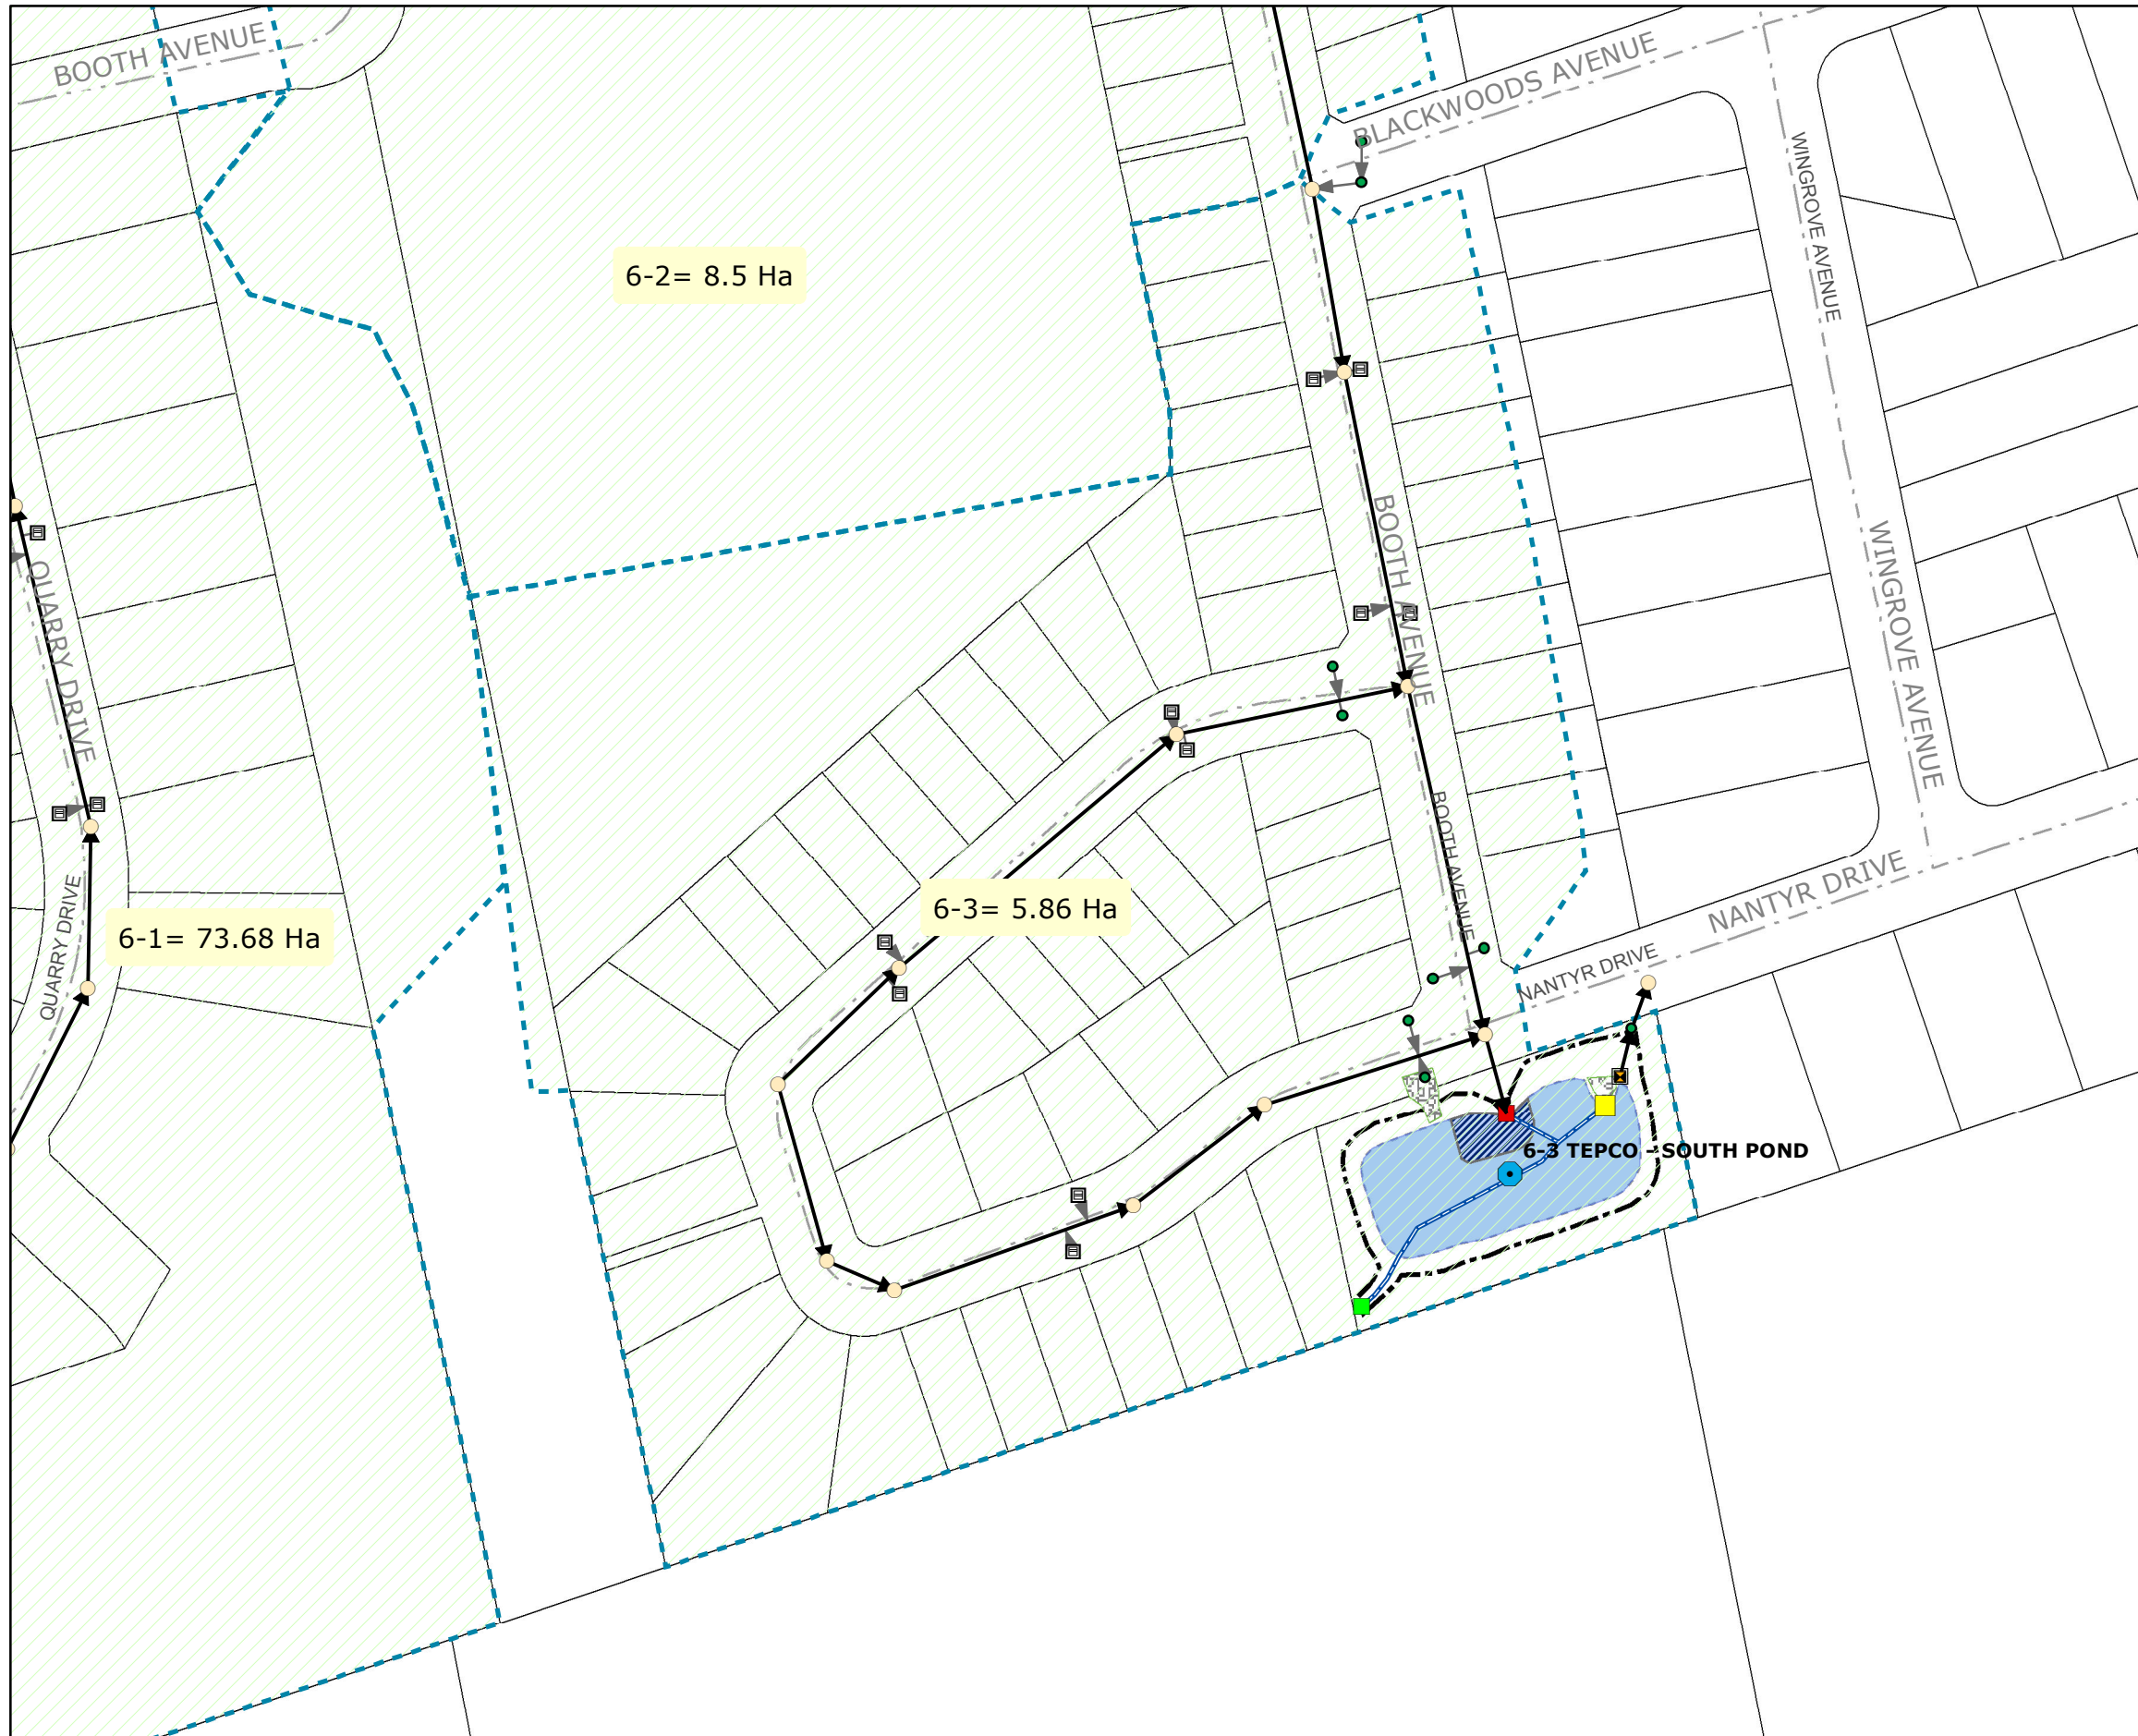 BOOTH AVENUE
BLACKWOODS AVENUE
WINGROVE AVENUE
6-2= 8.5 Ha
BOOTH AVENUE
QUARRY DRIVE
WINGROVE AVENUE
BOOTH AVENUE
NANTYR DRIVE
6-3= 5.86 Ha
6-1= 73.68 Ha
QUARRY DRIVE
NANTYR DRIVE
6-3 TEPCO - SOUTH POND